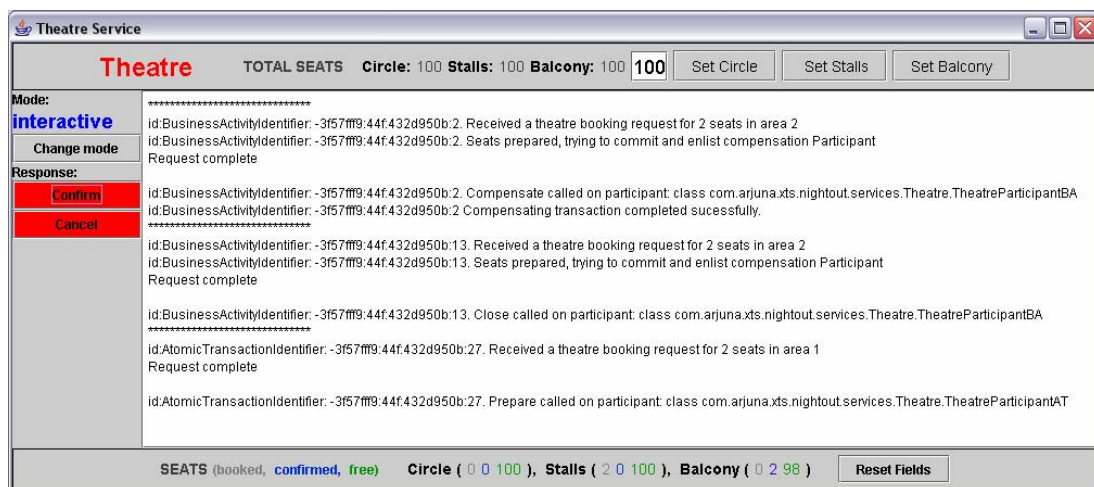 Theatre Service
Theatre TOTAL SEATS Circle: 100 Stalls: 100 Balcony: 100 100 Set Circle Set Stalls Set Balcony
Mode:
interactive
Change mode
Response:
Confirm
Cancel
******************************
id:BusinessActivityIdentifier: -3f57fff9:44f:432d950b:2. Received a theatre booking request for 2 seats in area 2
id:BusinessActivityIdentifier: -3f57fff9:44f:432d950b:2. Seats prepared, trying to commit and enlist compensation Participant
Request complete
id:BusinessActivityIdentifier: -3f57fff9:44f:432d950b:2. Compensate called on participant: class com.arjuna.xts.nightout.services.Theatre.TheatreParticipantBA
id:BusinessActivityIdentifier: -3f57fff9:44f:432d950b:2 Compensating transaction completed sucessfully.
******************************
id:BusinessActivityIdentifier: -3f57fff9:44f:432d950b:13. Received a theatre booking request for 2 seats in area 2
id:BusinessActivityIdentifier: -3f57fff9:44f:432d950b:13. Seats prepared, trying to commit and enlist compensation Participant
Request complete
id:BusinessActivityIdentifier: -3f57fff9:44f:432d950b:13. Close called on participant: class com.arjuna.xts.nightout.services.Theatre.TheatreParticipantBA
******************************
id:AtomicTransactionIdentifier: -3f57fff9:44f:432d950b:27. Received a theatre booking request for 2 seats in area 1
Request complete
id:AtomicTransactionIdentifier: -3f57fff9:44f:432d950b:27. Prepare called on participant: class com.arjuna.xts.nightout.services.Theatre.TheatreParticipantAT
SEATS (booked, confirmed, free) Circle ( 0 0 100 ), Stalls ( 2 0 100 ), Balcony ( 0 2 98 ) Reset Fields